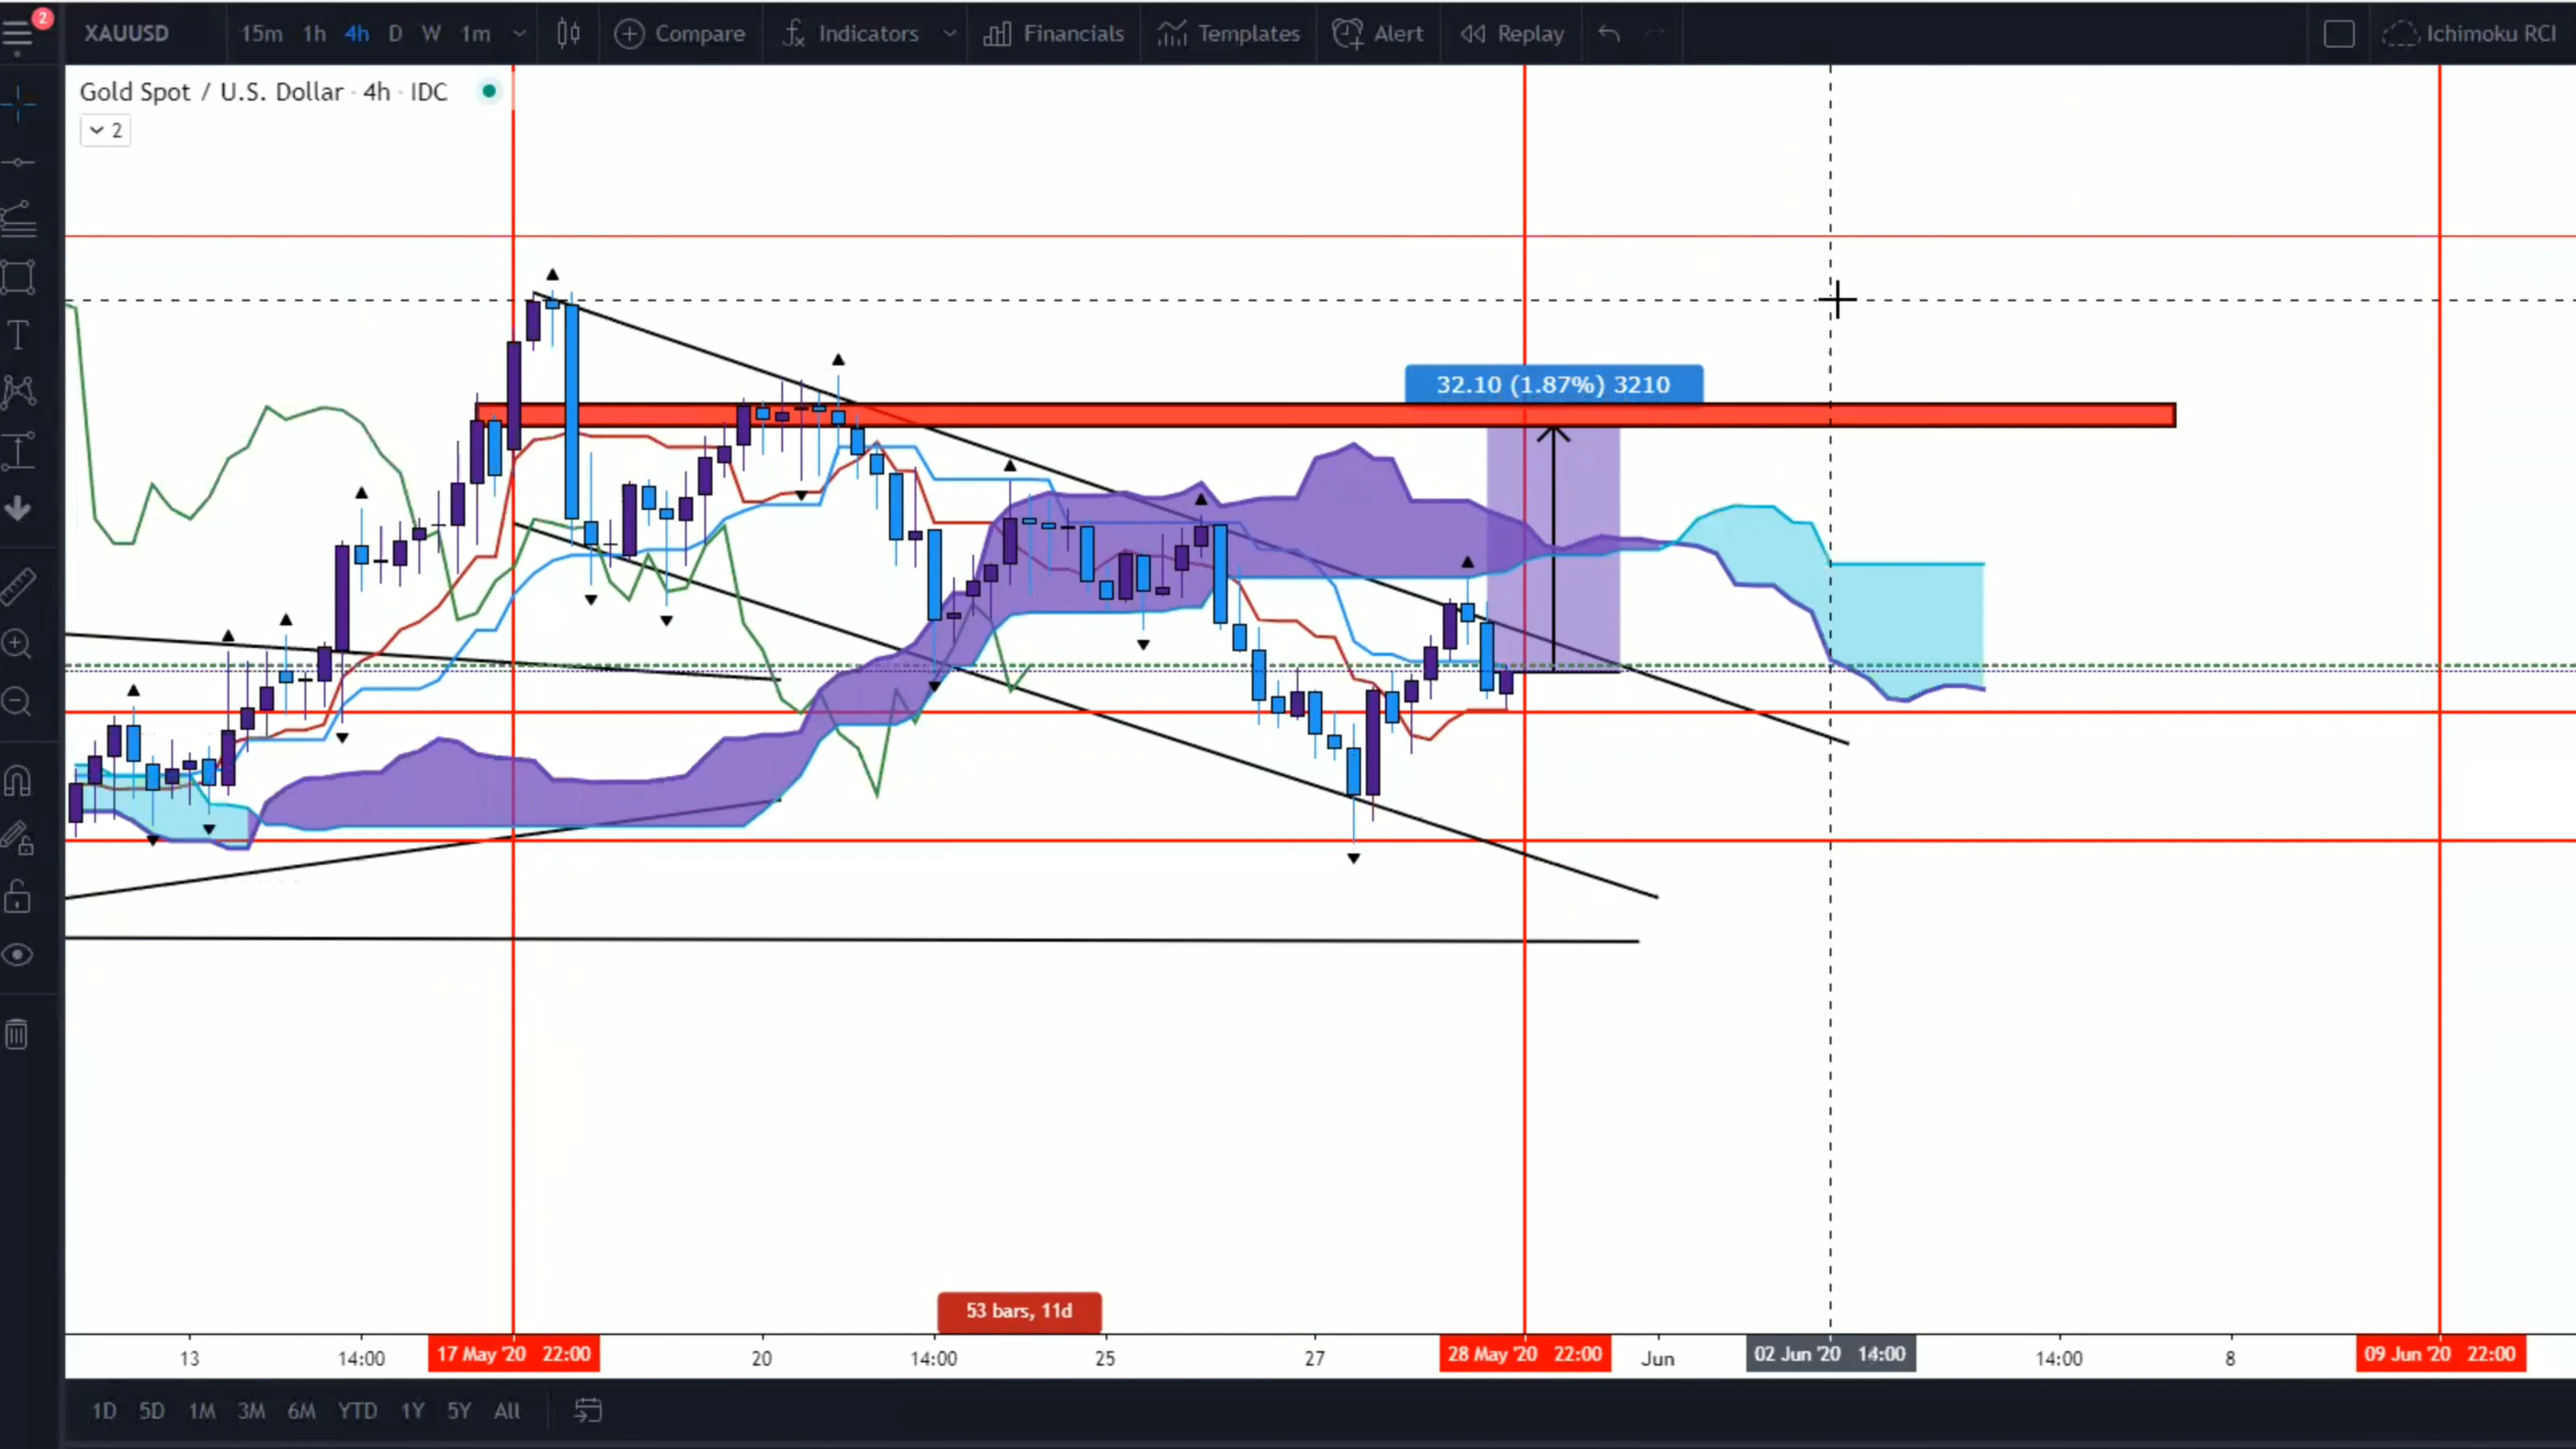 2
XAUUSD 15m 1h 4h D W 1m Compare Indicators Financials Templates Alert Replay Ichimoku RCI
Gold Spot / U.S. Dollar · 4h · IDC
2
T
32.10 (1.87%) 3210
53 bars, 11d
13 14:00 17 May '20 22:00 20 14:00 25 27 28 May '20 22:00 Jun 02 Jun '20 14:00 14:00 8 09 Jun '20 22:00
1D 5D 1M 3M 6M YTD 1Y 5Y All